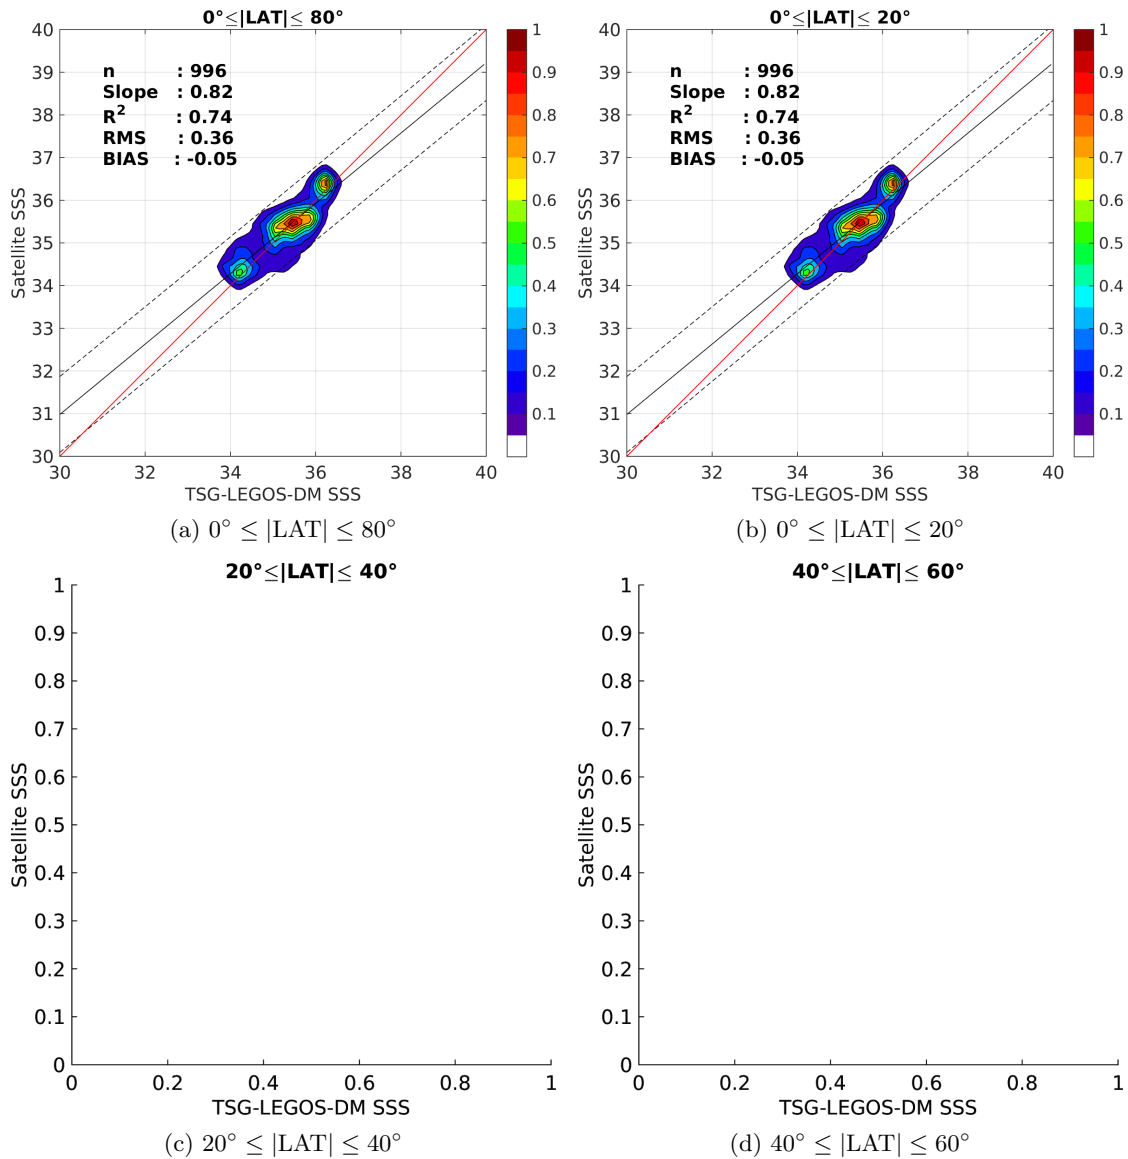 0°≤|LAT|≤ 80°
40
39
38
37
36
35
34
33
32
31
30
n : 996
Slope : 0.82
R² : 0.74
RMS : 0.36
BIAS : -0.05
Satellite SSS
30 32 34 36 38 40
TSG-LEGOS-DM SSS
1
0.9
0.8
0.7
0.6
0.5
0.4
0.3
0.2
0.1
(a) 0° ≤ |LAT| ≤ 80°
0°≤|LAT|≤ 20°
40
39
38
37
36
35
34
33
32
31
30
n : 996
Slope : 0.82
R² : 0.74
RMS : 0.36
BIAS : -0.05
Satellite SSS
30 32 34 36 38 40
TSG-LEGOS-DM SSS
1
0.9
0.8
0.7
0.6
0.5
0.4
0.3
0.2
0.1
(b) 0° ≤ |LAT| ≤ 20°
20°≤|LAT|≤ 40°
1
0.9
0.8
0.7
0.6
0.5
0.4
0.3
0.2
0.1
0
Satellite SSS
0 0.2 0.4 0.6 0.8 1
TSG-LEGOS-DM SSS
(c) 20° ≤ |LAT| ≤ 40°
40°≤|LAT|≤ 60°
1
0.9
0.8
0.7
0.6
0.5
0.4
0.3
0.2
0.1
0
Satellite SSS
0 0.2 0.4 0.6 0.8 1
TSG-LEGOS-DM SSS
(d) 40° ≤ |LAT| ≤ 60°